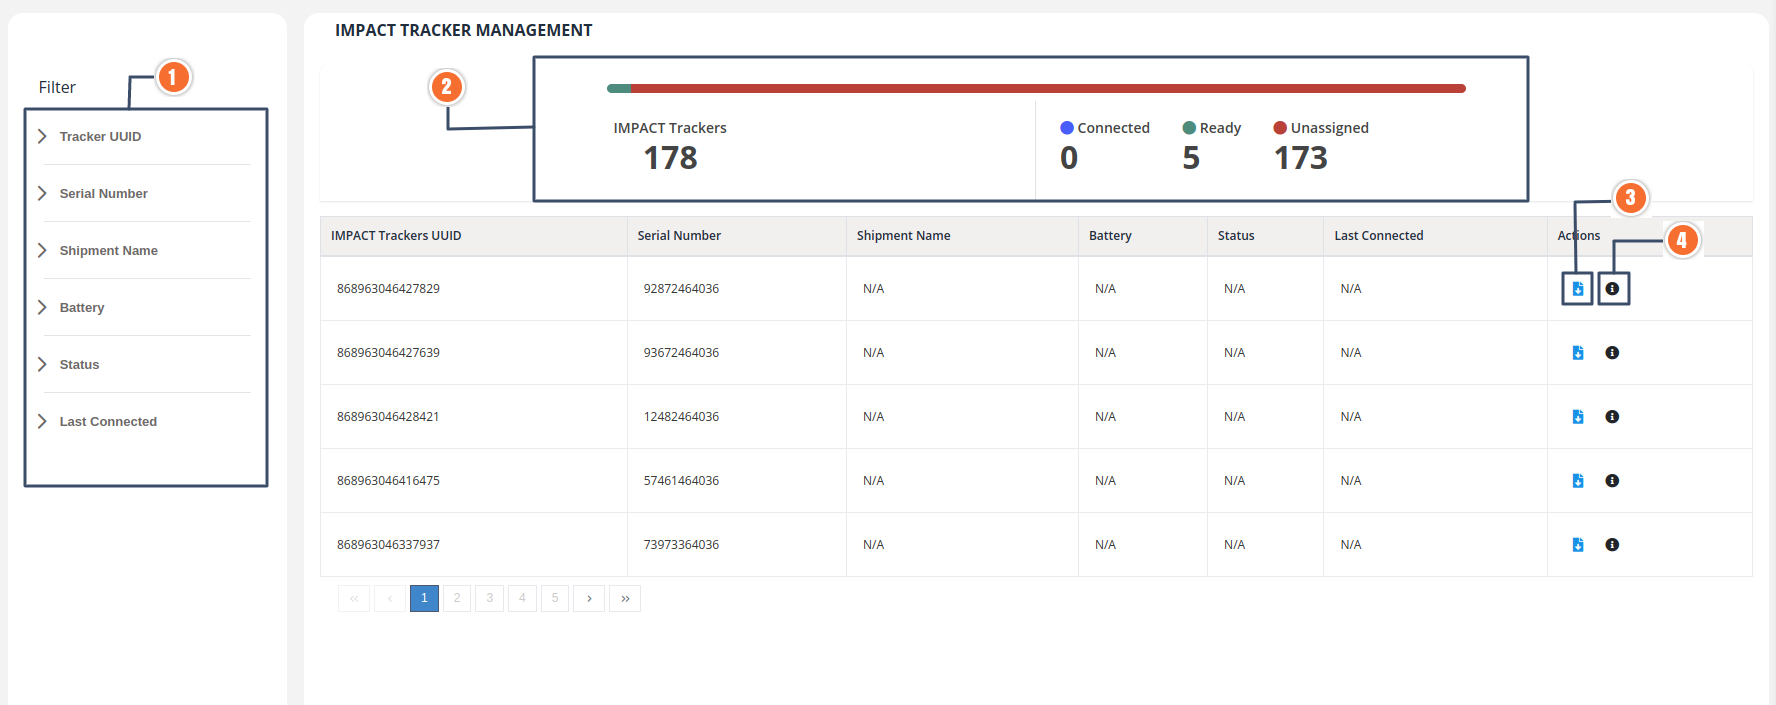 IMPACT TRACKER MANAGEMENT
Filter
1
Tracker UUID
Serial Number
Shipment Name
Battery
Status
Last Connected
2
IMPACT Trackers
178
Connected Ready Unassigned
0 5 173
3
4
IMPACT Trackers UUID Serial Number Shipment Name Battery Status Last Connected Actions
868963046427829 92872464036 N/A N/A N/A N/A
868963046427639 93672464036 N/A N/A N/A N/A
868963046428421 12482464036 N/A N/A N/A N/A
868963046416475 57461464036 N/A N/A N/A N/A
868963046337937 73973364036 N/A N/A N/A N/A
« ‹ 1 2 3 4 5 › »